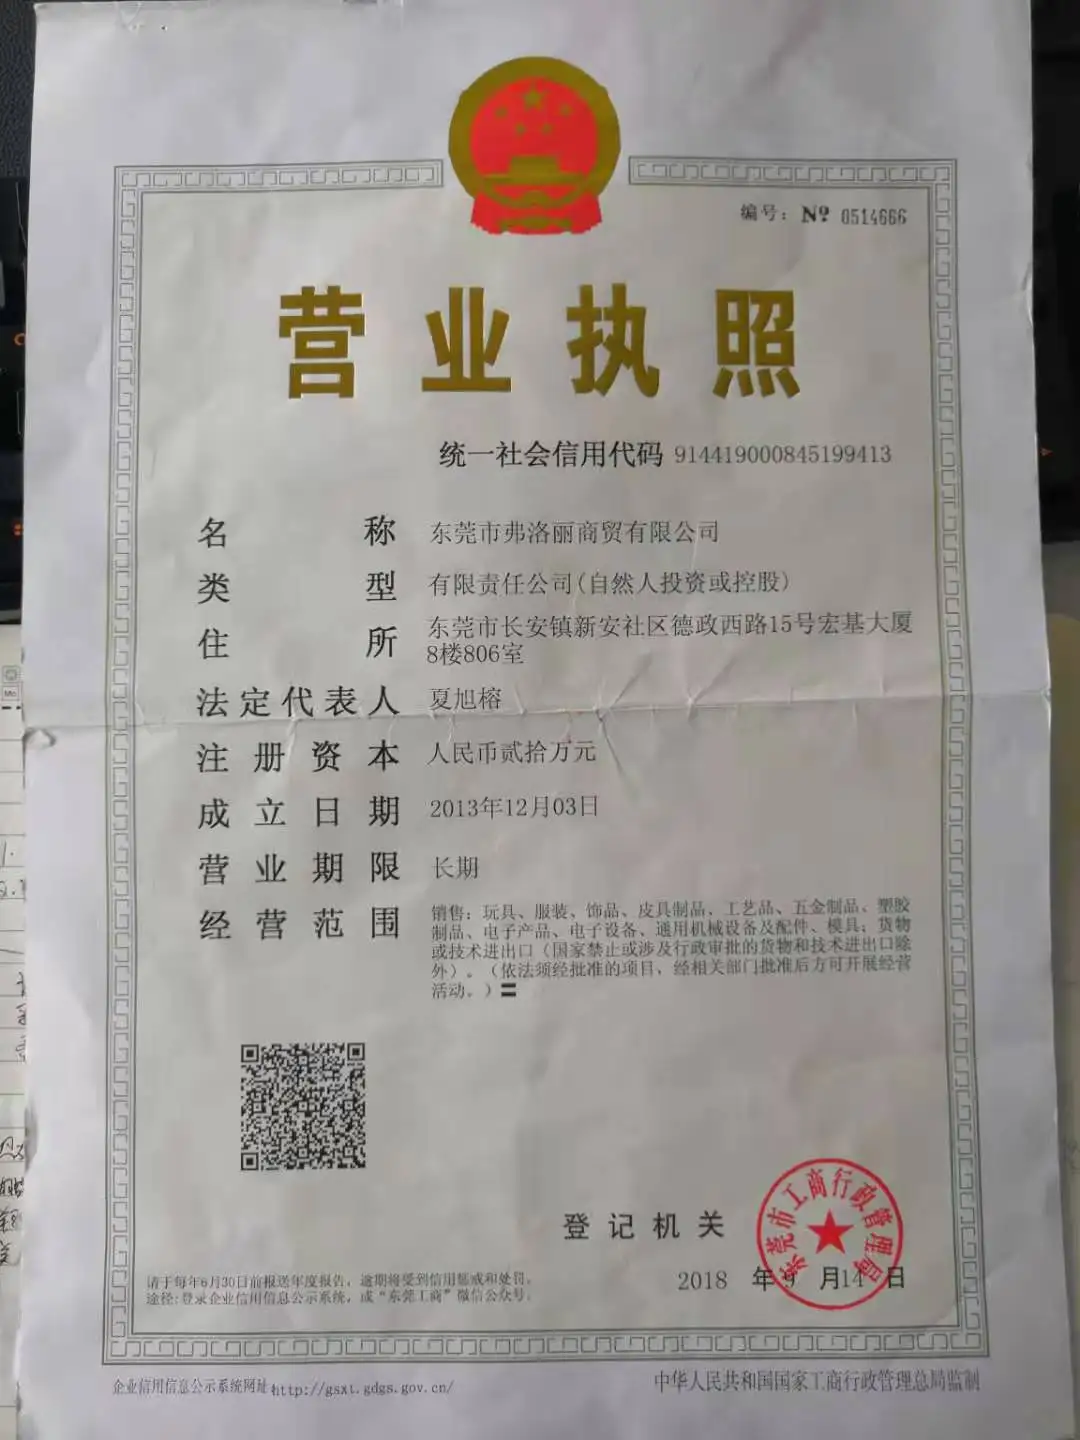 编号: Nº 0514666
营业执照
统一社会信用代码 914419000845199413
名称 东莞市弗洛丽商贸有限公司
类型 有限责任公司(自然人投资或控股)
住所 东莞市长安镇新安社区德政西路15号宏基大厦
8楼806室
法定代表人 夏旭榕
注册资本 人民币贰拾万元
成立日期 2013年12月03日
营业期限 长期
经营范围 销售：玩具、服装、饰品、皮具制品、工艺品、五金制品、塑胶
制品、电子产品、电子设备、通用机械设备及配件、模具；货物
或技术进出口（国家禁止或涉及行政审批的货物和技术进出口除
外）。（依法须经批准的项目，经相关部门批准后方可开展经营
活动。）〓
登记机关
东莞市工商行政管理局
2018 年 9 月 14 日
请于每年6月30日前报送年度报告，逾期将受到信用惩戒和处罚。
途径:登录企业信用信息公示系统，或“东莞工商”微信公众号。
企业信用信息公示系统网址:http://gsxt.gdgs.gov.cn/
中华人民共和国国家工商行政管理总局监制